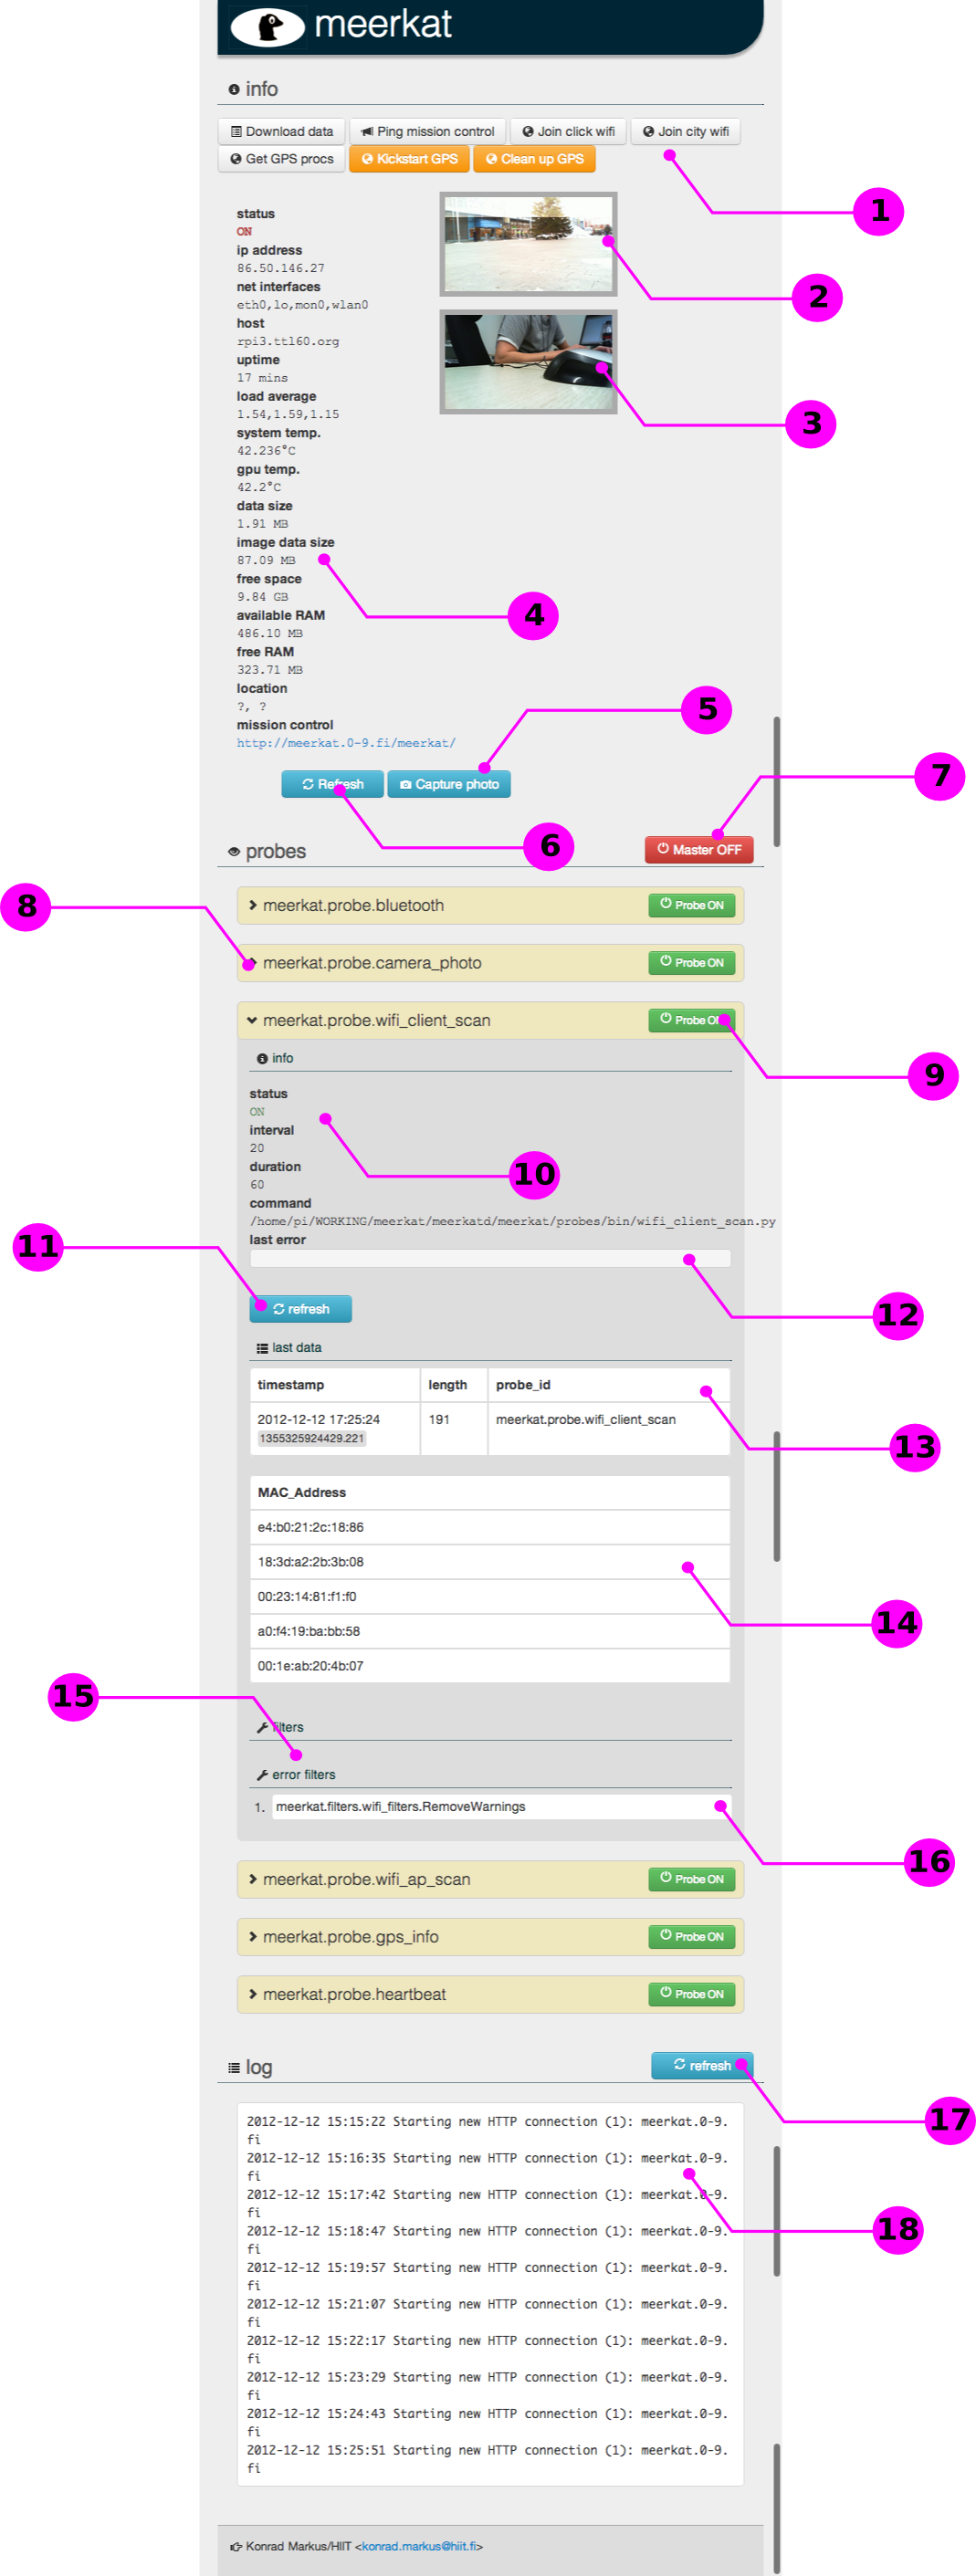 meerkat
info
Download data Ping mission control Join click wifi Join city wifi
Get GPS procs KIckstart GPS Clean up GPS
1
status
ON
ip address
86.50.146.27
net interfaces
eth0,lo,mon0,wlan0
host
rpi3.ttl60.org
uptime
17 mins
load average
1.54,1.59,1.15
system temp.
42.236°C
gpu temp.
42.2°C
data size
1.91 MB
image data size
87.09 MB
free space
9.84 GB
available RAM
486.10 MB
free RAM
323.71 MB
location
?, ?
mission control
http://meerkat.0-9.fi/meerkat/
2
3
4
5
Refresh Capture photo
7
6
probes Master OFF
8
meerkat.probe.bluetooth Probe ON
meerkat.probe.camera_photo Probe ON
meerkat.probe.wifi_client_scan Probe ON
9
info
status
ON
interval
20
duration
60
command
/home/pi/WORKING/meerkat/meerkatd/meerkat/probes/bin/wifi_client_scan.py
last error
10
11
12
refresh
last data
timestamp length probe_id
2012-12-12 17:25:24 191 meerkat.probe.wifi_client_scan
1355325924429.221
13
MAC_Address
e4:b0:21:2c:18:86
18:3d:a2:2b:3b:08
00:23:14:81:f1:f0
a0:f4:19:ba:bb:58
00:1e:ab:20:4b:07
14
15
filters
error filters
1. meerkat.filters.wifi_filters.RemoveWarnings
16
meerkat.probe.wifi_ap_scan Probe ON
meerkat.probe.gps_info Probe ON
meerkat.probe.heartbeat Probe ON
log refresh
17
2012-12-12 15:15:22 Starting new HTTP connection (1): meerkat.0-9.
fi
2012-12-12 15:16:35 Starting new HTTP connection (1): meerkat.0-9.
fi
2012-12-12 15:17:42 Starting new HTTP connection (1): meerkat.0-9.
fi
2012-12-12 15:18:47 Starting new HTTP connection (1): meerkat.0-9.
fi
2012-12-12 15:19:57 Starting new HTTP connection (1): meerkat.0-9.
fi
2012-12-12 15:21:07 Starting new HTTP connection (1): meerkat.0-9.
fi
2012-12-12 15:22:17 Starting new HTTP connection (1): meerkat.0-9.
fi
2012-12-12 15:23:29 Starting new HTTP connection (1): meerkat.0-9.
fi
2012-12-12 15:24:43 Starting new HTTP connection (1): meerkat.0-9.
fi
2012-12-12 15:25:51 Starting new HTTP connection (1): meerkat.0-9.
fi
18
Konrad Markus/HIIT <konrad.markus@hiit.fi>